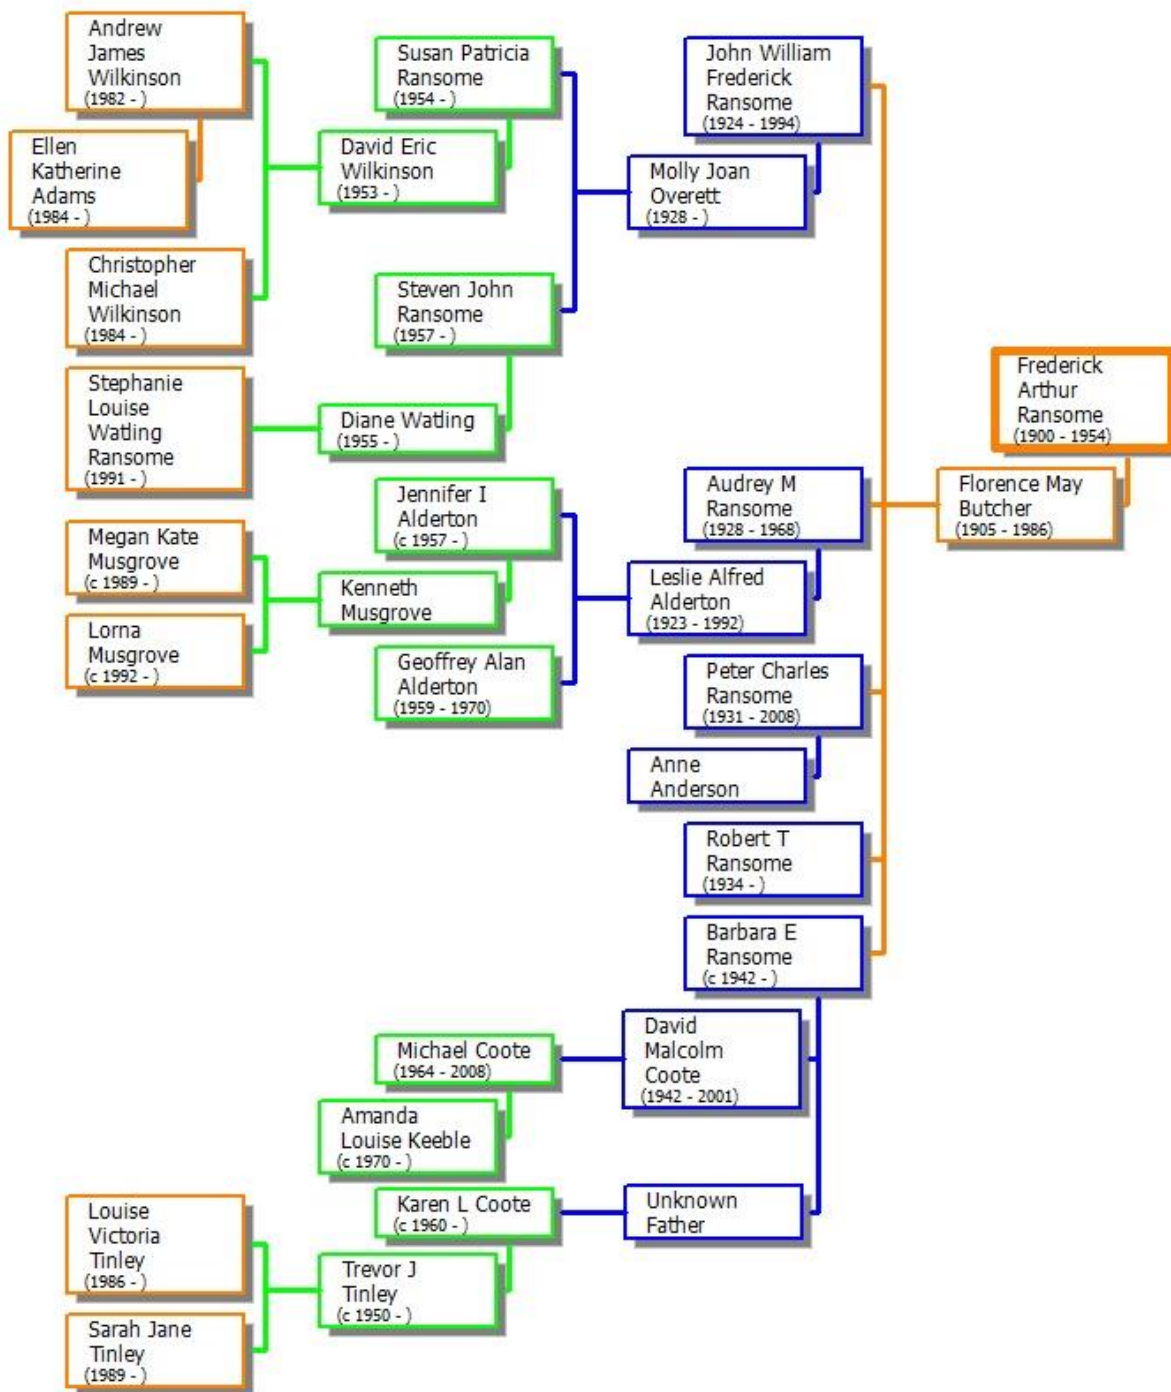 Andrew
James
Wilkinson
(1982 - )
Ellen
Katherine
Adams
(1984 - )
Christopher
Michael
Wilkinson
(1984 - )
Stephanie
Louise
Watling
Ransome
(1991 - )
Megan Kate
Musgrove
(c 1989 - )
Lorna
Musgrove
(c 1992 - )
Louise
Victoria
Tinley
(1986 - )
Sarah Jane
Tinley
(1989 - )
Susan Patricia
Ransome
(1954 - )
David Eric
Wilkinson
(1953 - )
Steven John
Ransome
(1957 - )
Diane Watling
(1955 - )
Jennifer I
Alderton
(c 1957 - )
Kenneth
Musgrove
Geoffrey Alan
Alderton
(1959 - 1970)
Michael Coote
(1964 - 2008)
Amanda
Louise Keeble
(c 1970 - )
Karen L Coote
(c 1960 - )
Trevor J
Tinley
(c 1950 - )
John William
Frederick
Ransome
(1924 - 1994)
Molly Joan
Overett
(1928 - )
Audrey M
Ransome
(1928 - 1968)
Leslie Alfred
Alderton
(1923 - 1992)
Peter Charles
Ransome
(1931 - 2008)
Anne
Anderson
Robert T
Ransome
(1934 - )
Barbara E
Ransome
(c 1942 - )
David
Malcolm
Coote
(1942 - 2001)
Unknown
Father
Frederick
Arthur
Ransome
(1900 - 1954)
Florence May
Butcher
(1905 - 1986)